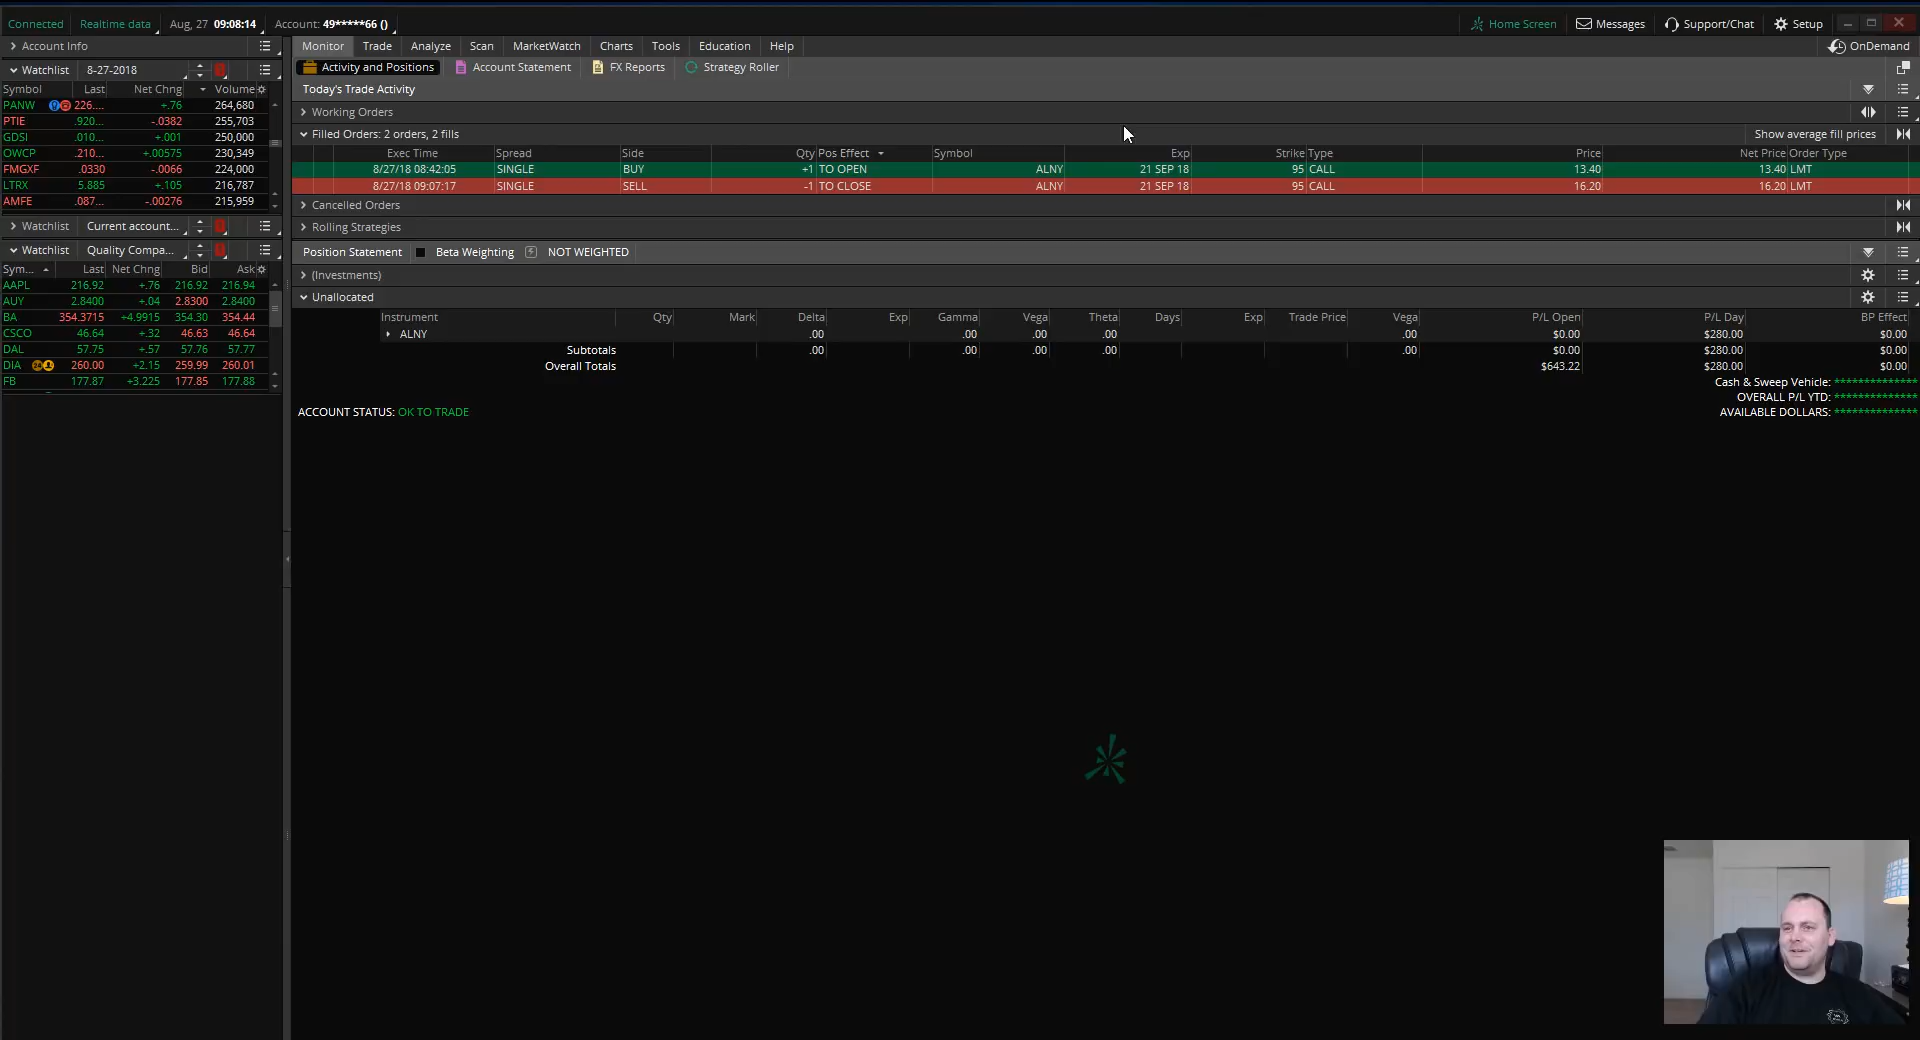 Connected Realtime data Aug, 27 09:08:14 Account: 49*****66 () Home Screen Messages Support/Chat Setup
Account Info Monitor Trade Analyze Scan MarketWatch Charts Tools Education Help OnDemand
Activity and Positions Account Statement FX Reports Strategy Roller
Watchlist 8-27-2018
Symbol Last Net Chng Volume
PANW 226.... +.76 264,680
PTIE .920... -.0382 255,703
GDSI .010... +.001 250,000
OWCP .210... +.00575 230,349
FMGXF .0330 -.0066 224,000
LTRX 5.885 +.105 216,787
AMFE .087... -.00276 215,959
Watchlist Current account...
Watchlist Quality Compa...
Sym... Last Net Chng Bid Ask
AAPL 216.92 +.76 216.92 216.94
AUY 2.8400 +.04 2.8300 2.8400
BA 354.3715 +4.9915 354.30 354.44
CSCO 46.64 +.32 46.63 46.64
DAL 57.75 +.57 57.76 57.77
DIA 260.00 +2.15 259.99 260.01
FB 177.87 +3.225 177.85 177.88
Today's Trade Activity
Working Orders
Filled Orders: 2 orders, 2 fills Show average fill prices
Exec Time Spread Side Qty Pos Effect Symbol Exp Strike Type Price Net Price Order Type
8/27/18 08:42:05 SINGLE BUY +1 TO OPEN ALNY 21 SEP 18 95 CALL 13.40 13.40 LMT
8/27/18 09:07:17 SINGLE SELL -1 TO CLOSE ALNY 21 SEP 18 95 CALL 16.20 16.20 LMT
Cancelled Orders
Rolling Strategies
Position Statement Beta Weighting NOT WEIGHTED
(Investments)
Unallocated
Instrument Qty Mark Delta Exp Gamma Vega Theta Days Exp Trade Price Vega P/L Open P/L Day BP Effect
ALNY .00 .00 .00 .00 .00 $0.00 $280.00 $0.00
Subtotals .00 .00 .00 .00 .00 $0.00 $280.00 $0.00
Overall Totals $643.22 $280.00 $0.00
Cash & Sweep Vehicle: **************
OVERALL P/L YTD: **************
ACCOUNT STATUS: OK TO TRADE AVAILABLE DOLLARS: **************